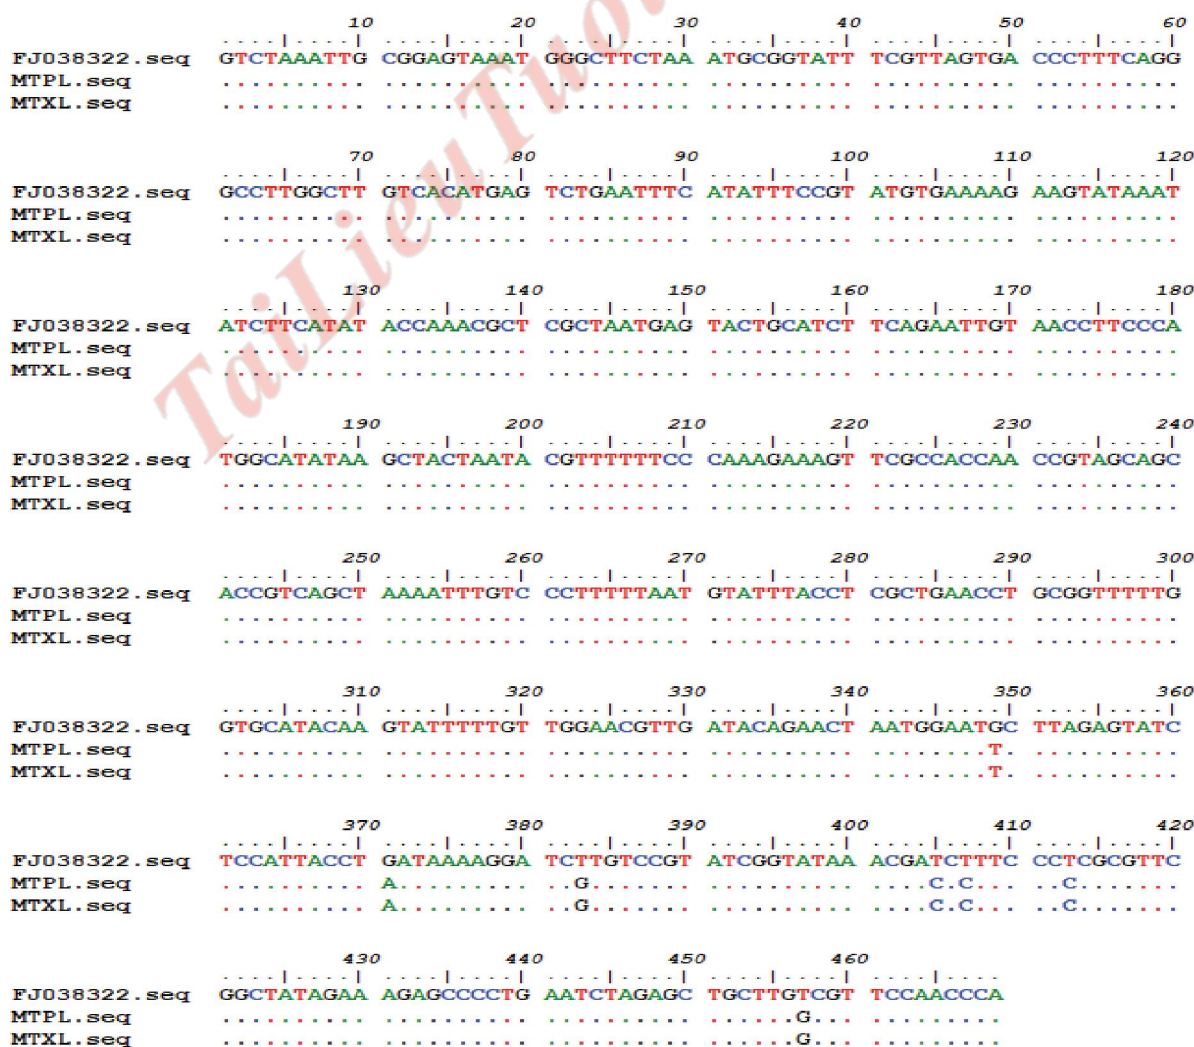 10 20 30 40 50 60
....|....| ....|....| ....|....| ....|....| ....|....| ....|....|
FJ038322.seq GTCTAAATTG CGGAGTAAAT GGGCTTCTAA ATGCGGTATT TCGTTAGTGA CCCTTTCAGG
MTPL.seq .......... .......... .......... .......... .......... ..........
MTXL.seq .......... .......... .......... .......... .......... ..........
70 80 90 100 110 120
....|....| ....|....| ....|....| ....|....| ....|....| ....|....|
FJ038322.seq GCCTTGGCTT GTCACATGAG TCTGAATTTC ATATTTCCGT ATGTGAAAAG AAGTATAAAT
MTPL.seq .......... .......... .......... .......... .......... ..........
MTXL.seq .......... .......... .......... .......... .......... ..........
130 140 150 160 170 180
....|....| ....|....| ....|....| ....|....| ....|....| ....|....|
FJ038322.seq ATCTTCATAT ACCAAACGCT CGCTAATGAG TACTGCATCT TCAGAATTGT AACCTTCCCA
MTPL.seq .......... .......... .......... .......... .......... ..........
MTXL.seq .......... .......... .......... .......... .......... ..........
190 200 210 220 230 240
....|....| ....|....| ....|....| ....|....| ....|....| ....|....|
FJ038322.seq TGGCATATAA GCTACTAATA CGTTTTTTCC CAAAGAAAGT TCGCCACCAA CCGTAGCAGC
MTPL.seq .......... .......... .......... .......... .......... ..........
MTXL.seq .......... .......... .......... .......... .......... ..........
250 260 270 280 290 300
....|....| ....|....| ....|....| ....|....| ....|....| ....|....|
FJ038322.seq ACCGTCAGCT AAAATTTGTC CCTTTTTAAT GTATTTACCT CGCTGAACCT GCGGTTTTTG
MTPL.seq .......... .......... .......... .......... .......... ..........
MTXL.seq .......... .......... .......... .......... .......... ..........
310 320 330 340 350 360
....|....| ....|....| ....|....| ....|....| ....|....| ....|....|
FJ038322.seq GTGCATACAA GTATTTTTGT TGGAACGTTG ATACAGAACT AATGGAATGC TTAGAGTATC
MTPL.seq .......... .......... .......... .......... ........T. ..........
MTXL.seq .......... .......... .......... .......... ........T. ..........
370 380 390 400 410 420
....|....| ....|....| ....|....| ....|....| ....|....| ....|....|
FJ038322.seq TCCATTACCT GATAAAAGGA TCTTGTCCGT ATCGGTATAA ACGATCTTTC CCTCGCGTTC
MTPL.seq .......... A......... ..G....... .......... ....C.C... ..C.......
MTXL.seq .......... A......... ..G....... .......... ....C.C... ..C.......
430 440 450 460
....|....| ....|....| ....|....| ....|....| ....|....
FJ038322.seq GGCTATAGAA AGAGCCCCTG AATCTAGAGC TGCTTGTCGT TCCAACCCA
MTPL.seq .......... .......... .......... ......G... .........
MTXL.seq .......... .......... .......... ......G... .........
TaiLieuTuo